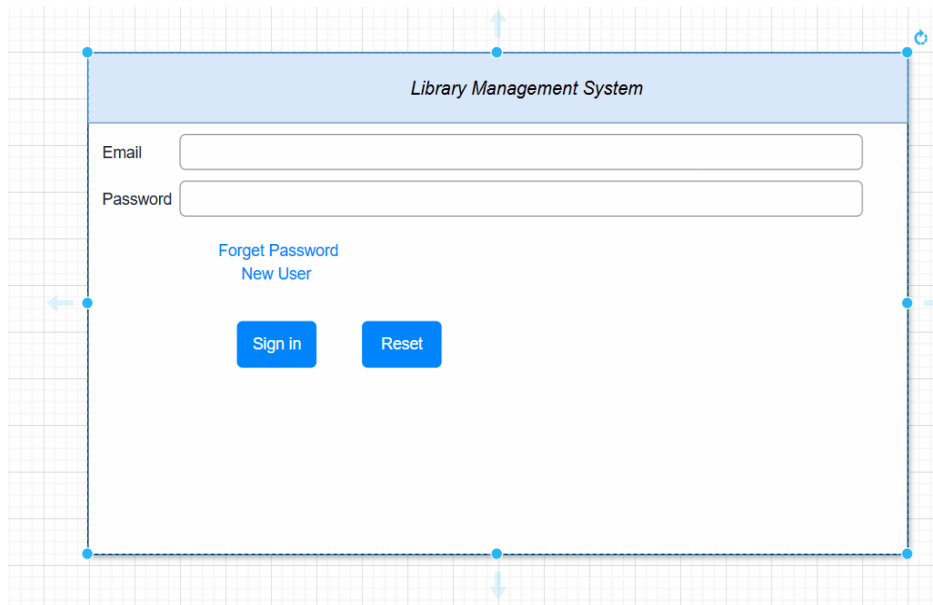 Library Management System
Email
Password
Forget Password
New User
Sign in Reset